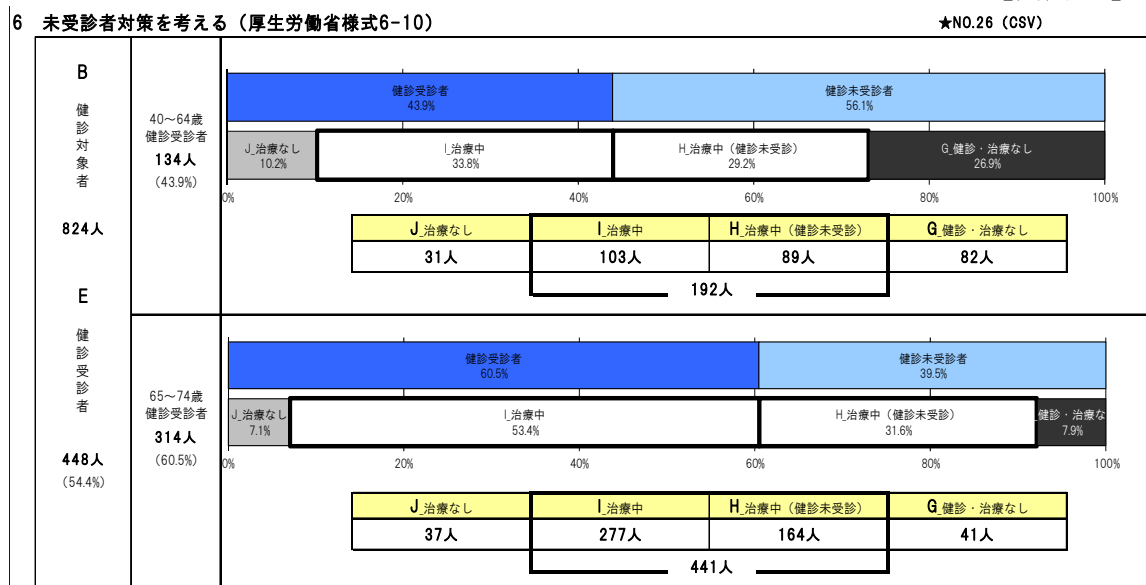 6 未受診者対策を考える（厚生労働省様式6-10）
★NO.26（CSV）
B
健診対象者
824人
E
健診受診者
448人
(54.4%)
40～64歳
健診受診者
134人
(43.9%)
健診受診者
43.9%
健診未受診者
56.1%
J_治療なし
10.2%
I_治療中
33.8%
H_治療中（健診未受診）
29.2%
G_健診・治療なし
26.9%
0% 20% 40% 60% 80% 100%
J_治療なし I_治療中 H_治療中（健診未受診） G_健診・治療なし
31人 103人 89人 82人
192人
65～74歳
健診受診者
314人
(60.5%)
健診受診者
60.5%
健診未受診者
39.5%
J_治療なし
7.1%
I_治療中
53.4%
H_治療中（健診未受診）
31.6%
健診・治療な
7.9%
0% 20% 40% 60% 80% 100%
J_治療なし I_治療中 H_治療中（健診未受診） G_健診・治療なし
37人 277人 164人 41人
441人